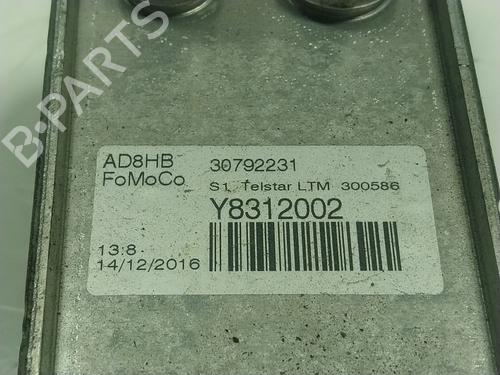 B-PARTS
AD8HB 30792231
FoMoCo S1. Telstar LTM 300586
Y8312002
13:8
14/12/2016